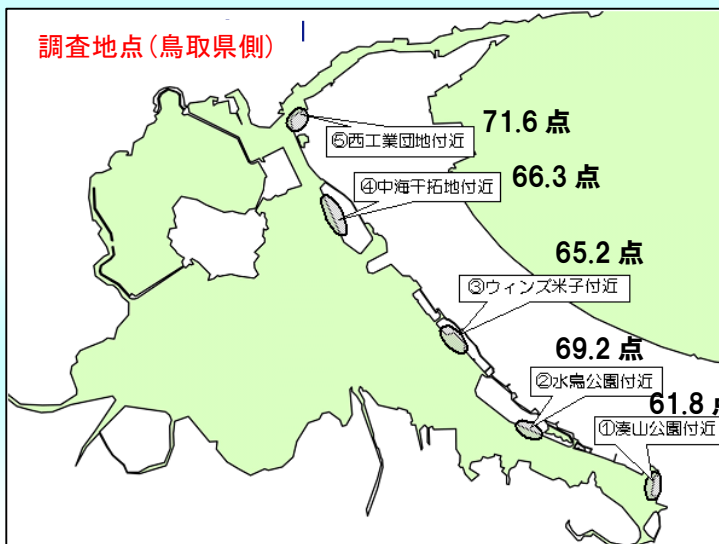 調査地点(鳥取県側)
71.6 点
⑤西工業団地付近
66.3 点
④中海干拓地付近
65.2 点
③ウィンズ米子付近
69.2 点
②水鳥公園付近
61.8 点
①湊山公園付近